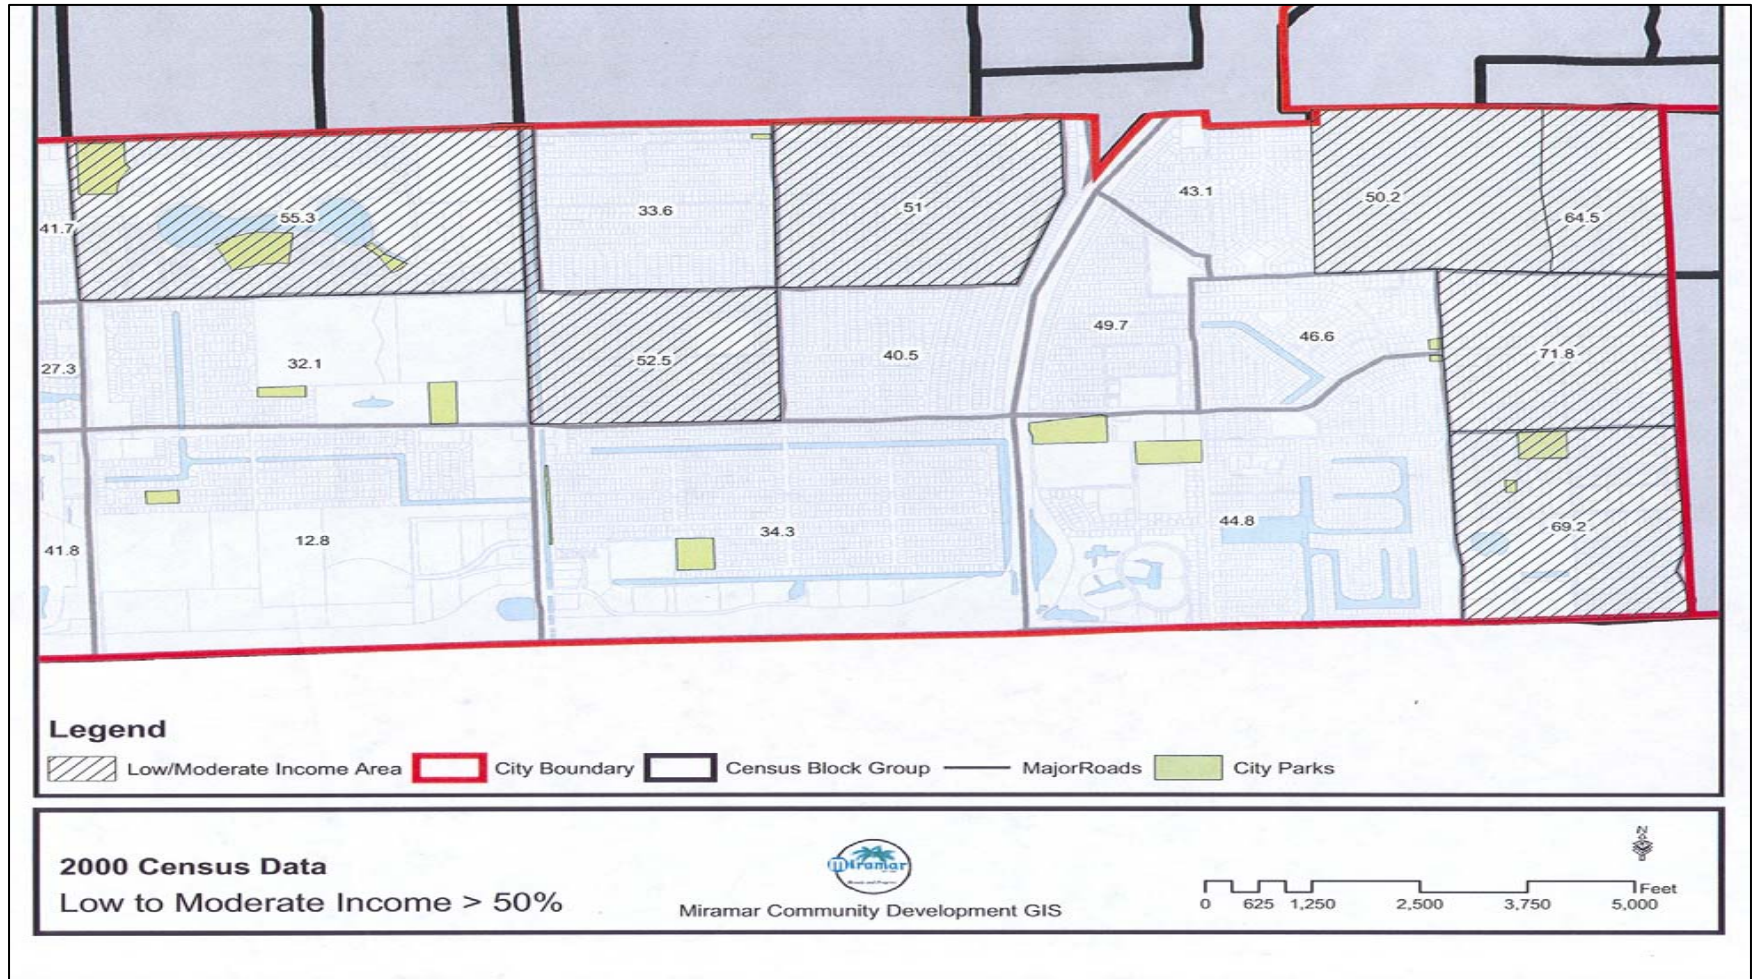 43.1
50.2
33.6
51
64.5
55.3
41.7
49.7
46.6
71.8
40.5
52.5
32.1
27.3
44.8
69.2
34.3
12.8
41.8
Legend
Low/Moderate Income Area City Boundary Census Block Group MajorRoads City Parks
2000 Census Data
Low to Moderate Income > 50%
miramar
Miramar Community Development GIS
N
Feet
0 625 1,250 2,500 3,750 5,000